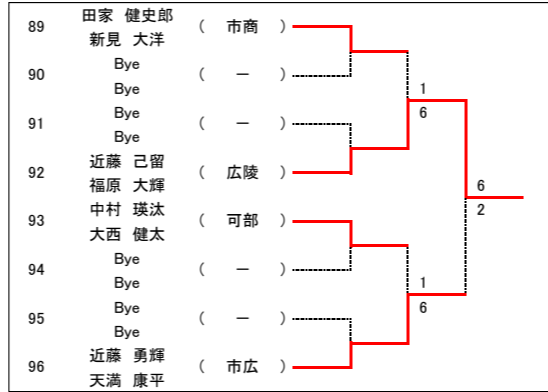 田家 健史郎
89 ( 市商 )
新見 大洋
Bye
90 ( ー )
Bye
1
Bye
91 ( ー )
6
Bye
近藤 己留
92 ( 広陵 )
福原 大輝
6
中村 瑛汰
93 ( 可部 )
2
大西 健太
Bye
94 ( ー )
Bye
1
Bye
95 ( ー )
6
Bye
近藤 勇輝
96 ( 市広 )
天満 康平